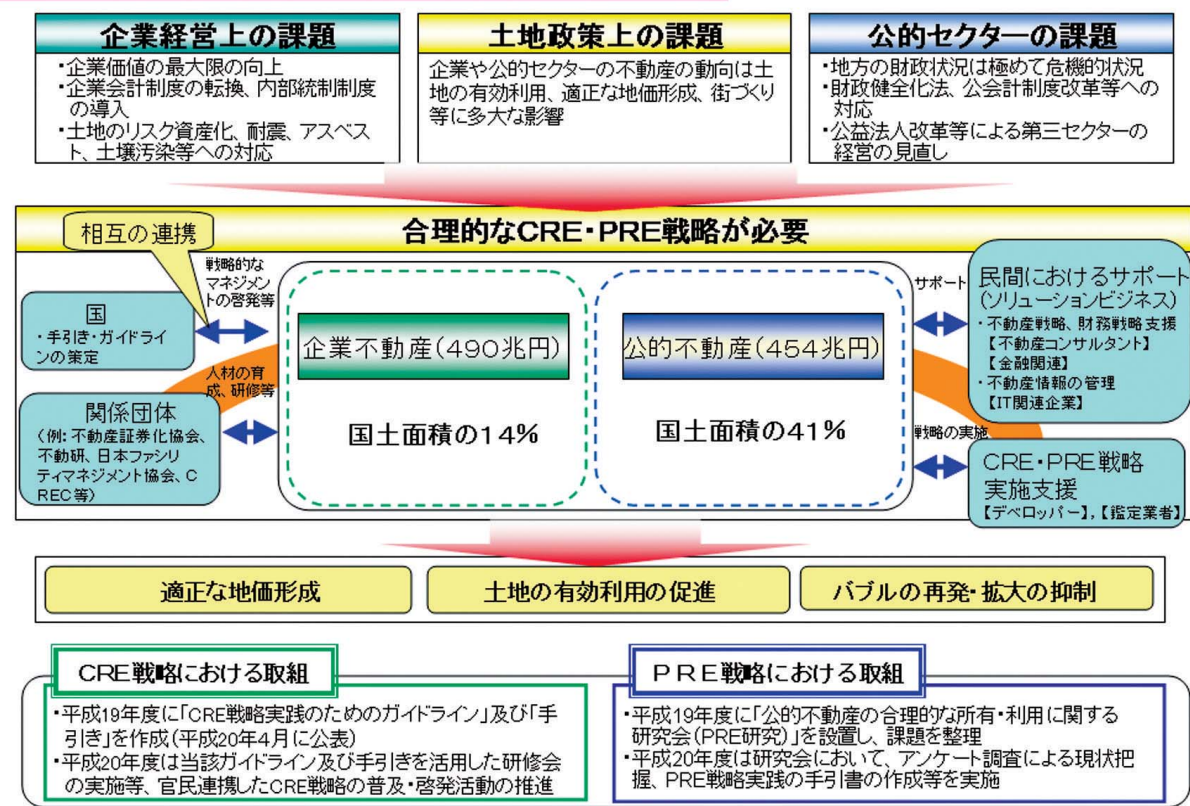 企業経営上の課題
・企業価値の最大限の向上
・企業会計制度の転換、内部統制制度
の導入
・土地のリスク資産化、耐震、アスベス
ト、土壌汚染等への対応
土地政策上の課題
企業や公的セクターの不動産の動向は土
地の有効利用、適正な地価形成、街づくり
等に多大な影響
公的セクターの課題
・地方の財政状況は極めて危機的状況
・財政健全化法、公会計制度改革等への
対応
・公益法人改革等による第三セクターの
経営の見直し
合理的なCRE・PRE戦略が必要
相互の連携
戦略的な
マネジメン
トの啓発等
国
・手引き・ガイドライ
ンの策定
人材の育
成、研修等
関係団体
(例:不動産証券化協会、
不動研、日本ファシリ
ティマネジメント協会、C
REC等)
企業不動産(490兆円)
国土面積の14%
公的不動産(454兆円)
国土面積の41%
サポート
民間におけるサポート
(ソリューションビジネス)
・不動産戦略、財務戦略支援
【不動産コンサルタント】
【金融関連】
・不動産情報の管理
【IT関連企業】
戦略の実施
CRE・PRE戦略
実施支援
【デベロッパー】,【鑑定業者】
適正な地価形成
土地の有効利用の促進
バブルの再発・拡大の抑制
CRE戦略における取組
・平成19年度に「CRE戦略実践のためのガイドライン」及び「手
引き」を作成(平成20年4月に公表)
・平成20年度は当該ガイドライン及び手引きを活用した研修会
の実施等、官民連携したCRE戦略の普及・啓発活動の推進
PRE戦略における取組
・平成19年度に「公的不動産の合理的な所有・利用に関する
研究会(PRE研究)」を設置し、課題を整理
・平成20年度は研究会において、アンケート調査による現状把
握、PRE戦略実践の手引書の作成等を実施